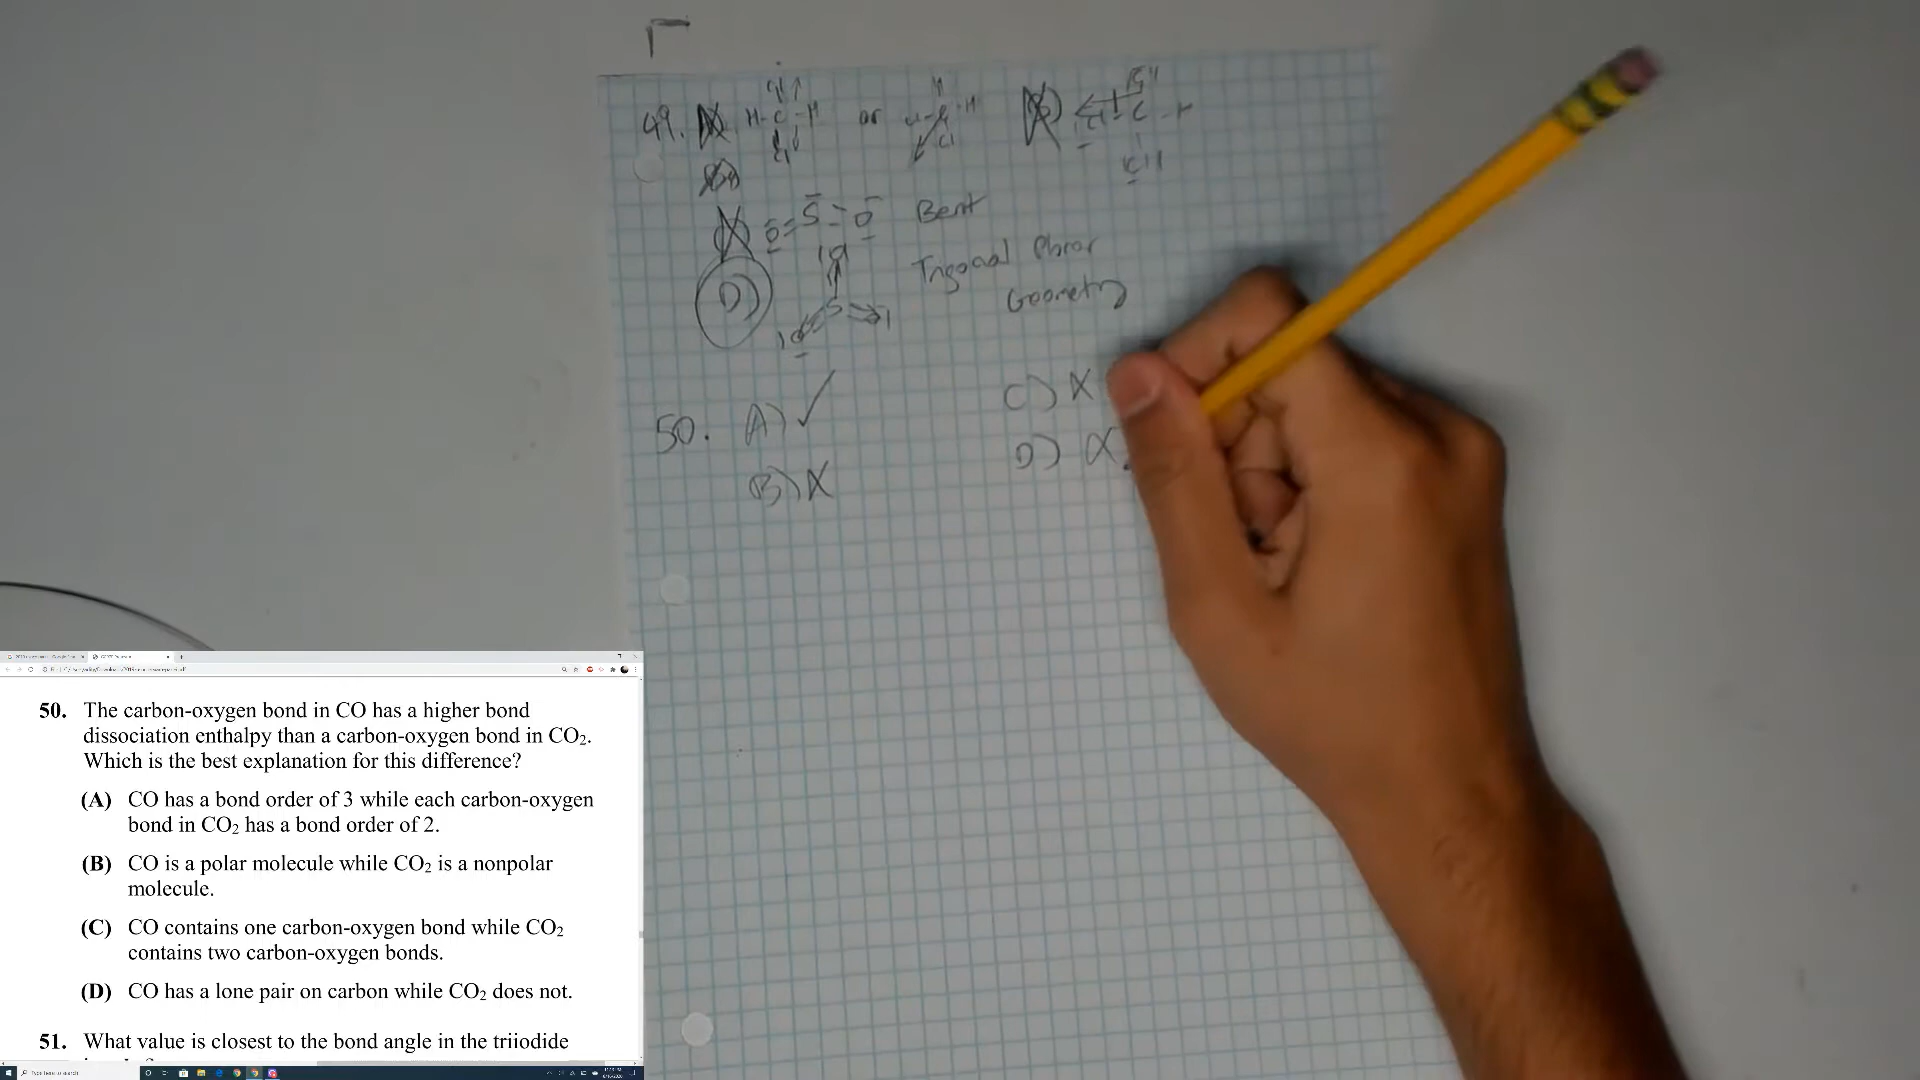 49. H-C-H or
O=S=O Bent
D) Trigonal Planar
S Geometry
50. A) ✓ C) X
B) X D) X
50. The carbon-oxygen bond in CO has a higher bond
dissociation enthalpy than a carbon-oxygen bond in CO₂.
Which is the best explanation for this difference?
(A) CO has a bond order of 3 while each carbon-oxygen
bond in CO₂ has a bond order of 2.
(B) CO is a polar molecule while CO₂ is a nonpolar
molecule.
(C) CO contains one carbon-oxygen bond while CO₂
contains two carbon-oxygen bonds.
(D) CO has a lone pair on carbon while CO₂ does not.
51. What value is closest to the bond angle in the triiodide
Type here to search